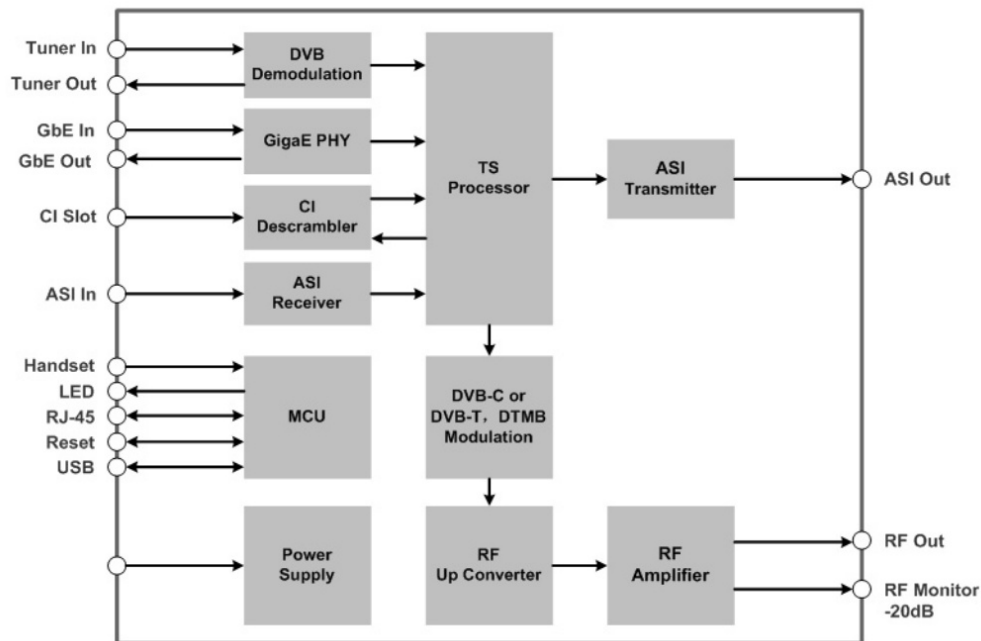 Tuner In
Tuner Out
DVB
Demodulation
GbE In
GbE Out
GigaE PHY
CI Slot
CI
Descrambler
ASI In
ASI
Receiver
TS
Processor
ASI
Transmitter
ASI Out
Handset
LED
RJ-45
Reset
USB
MCU
DVB-C or
DVB-T，DTMB
Modulation
Power
Supply
RF
Up Converter
RF
Amplifier
RF Out
RF Monitor
-20dB